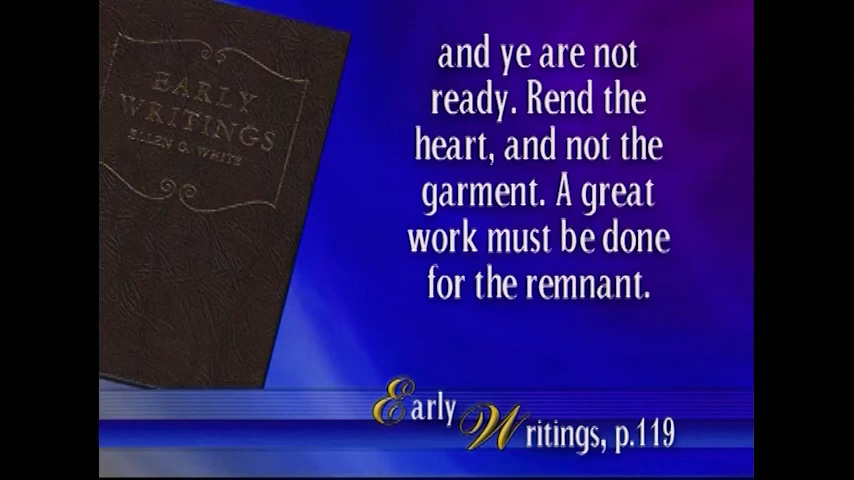 EARLY
WRITINGS
ELLEN G. WHITE
and ye are not
ready. Rend the
heart, and not the
garment. A great
work must be done
for the remnant.
Early
Writings, p.119